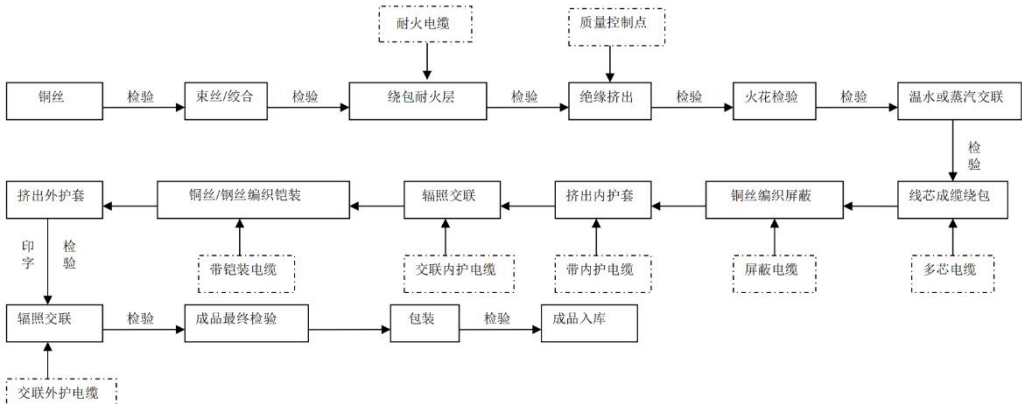 耐火电缆
质量控制点
铜丝
检验
束丝/绞合
检验
绕包耐火层
检验
绝缘挤出
检验
火花检验
检验
温水或蒸汽交联
检验
挤出外护套
铜丝/钢丝编织铠装
辐照交联
挤出内护套
铜丝编织屏蔽
线芯成缆绕包
印字
检验
带铠装电缆
交联内护电缆
带内护电缆
屏蔽电缆
多芯电缆
辐照交联
检验
成品最终检验
包装
检验
成品入库
交联外护电缆